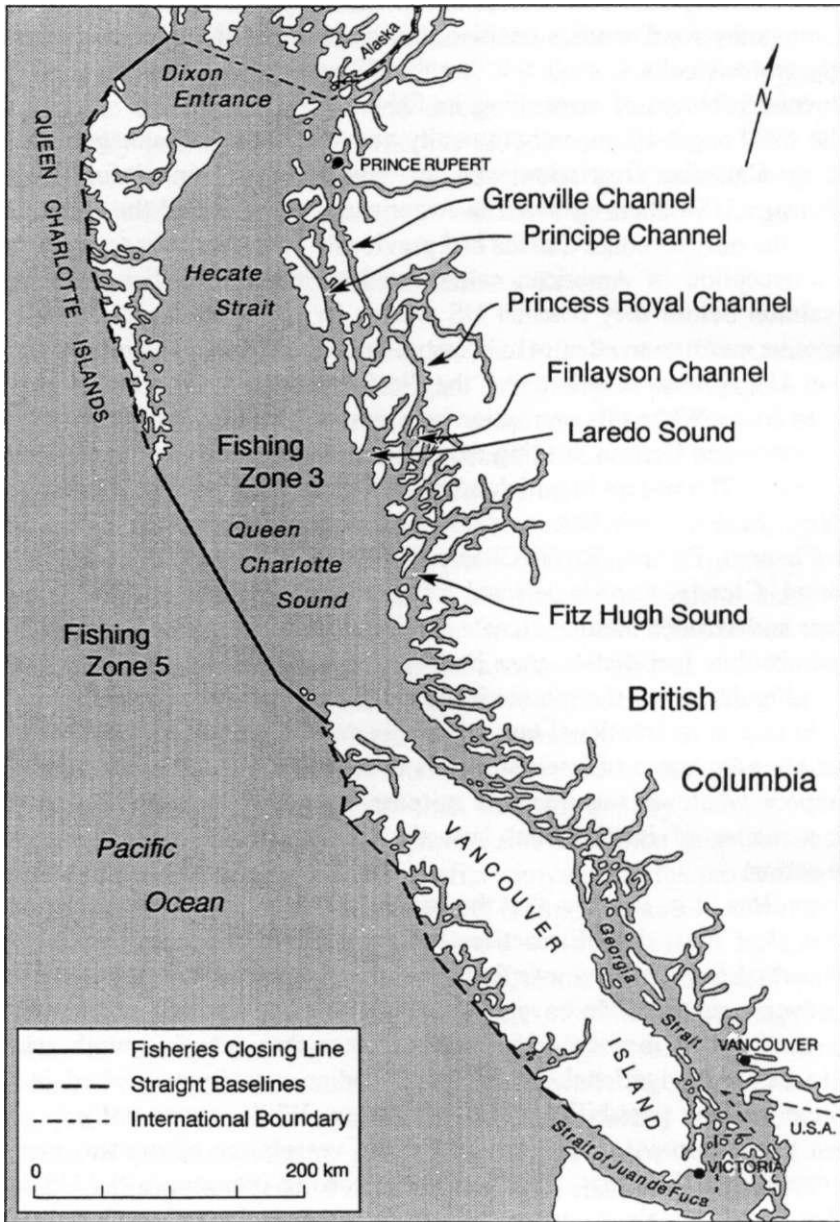 Alaska
Dixon
Entrance
N
QUEEN CHARLOTTE ISLANDS
PRINCE RUPERT
Grenville Channel
Principe Channel
Hecate
Strait
Princess Royal Channel
Finlayson Channel
Laredo Sound
Fishing
Zone 3
Queen
Charlotte
Sound
Fitz Hugh Sound
Fishing
Zone 5
British
Columbia
Pacific
Ocean
VANCOUVER
ISLND
Georgia
Strait
VANCOUVER
U.S.A.
VICTORIA
Strait of Juan de Fuca
Fisheries Closing Line
Straight Baselines
International Boundary
0 200 km